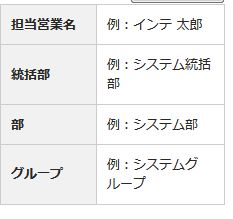 担当営業名
例：インテ 太郎
統括部
例：システム統括
部
部
例：システム部
グループ
例：システムグ
ループ